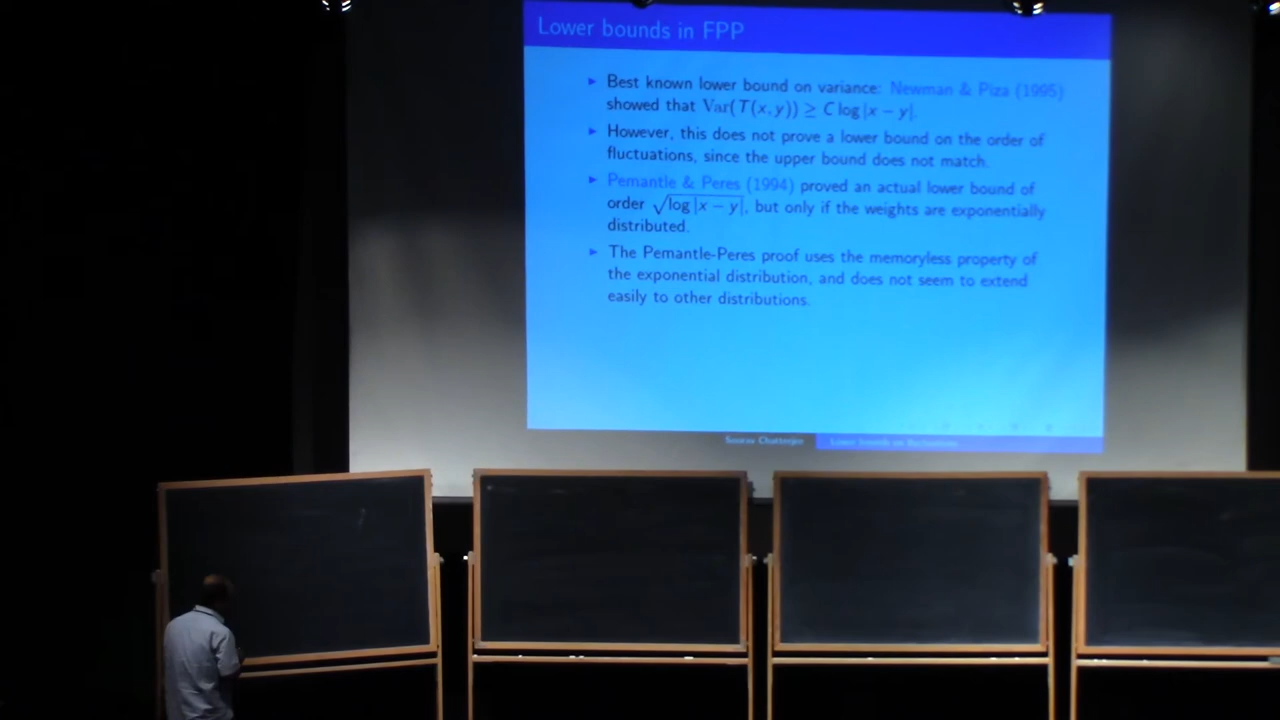 Lower bounds in FPP
▶ Best known lower bound on variance: Newman & Piza (1995)
showed that Var(T(x, y)) ≥ C log |x − y|.
▶ However, this does not prove a lower bound on the order of
fluctuations, since the upper bound does not match.
▶ Pemantle & Peres (1994) proved an actual lower bound of
order √log |x − y|, but only if the weights are exponentially
distributed.
▶ The Pemantle-Peres proof uses the memoryless property of
the exponential distribution, and does not seem to extend
easily to other distributions.
Sourav Chatterjee Lower bounds on fluctuations